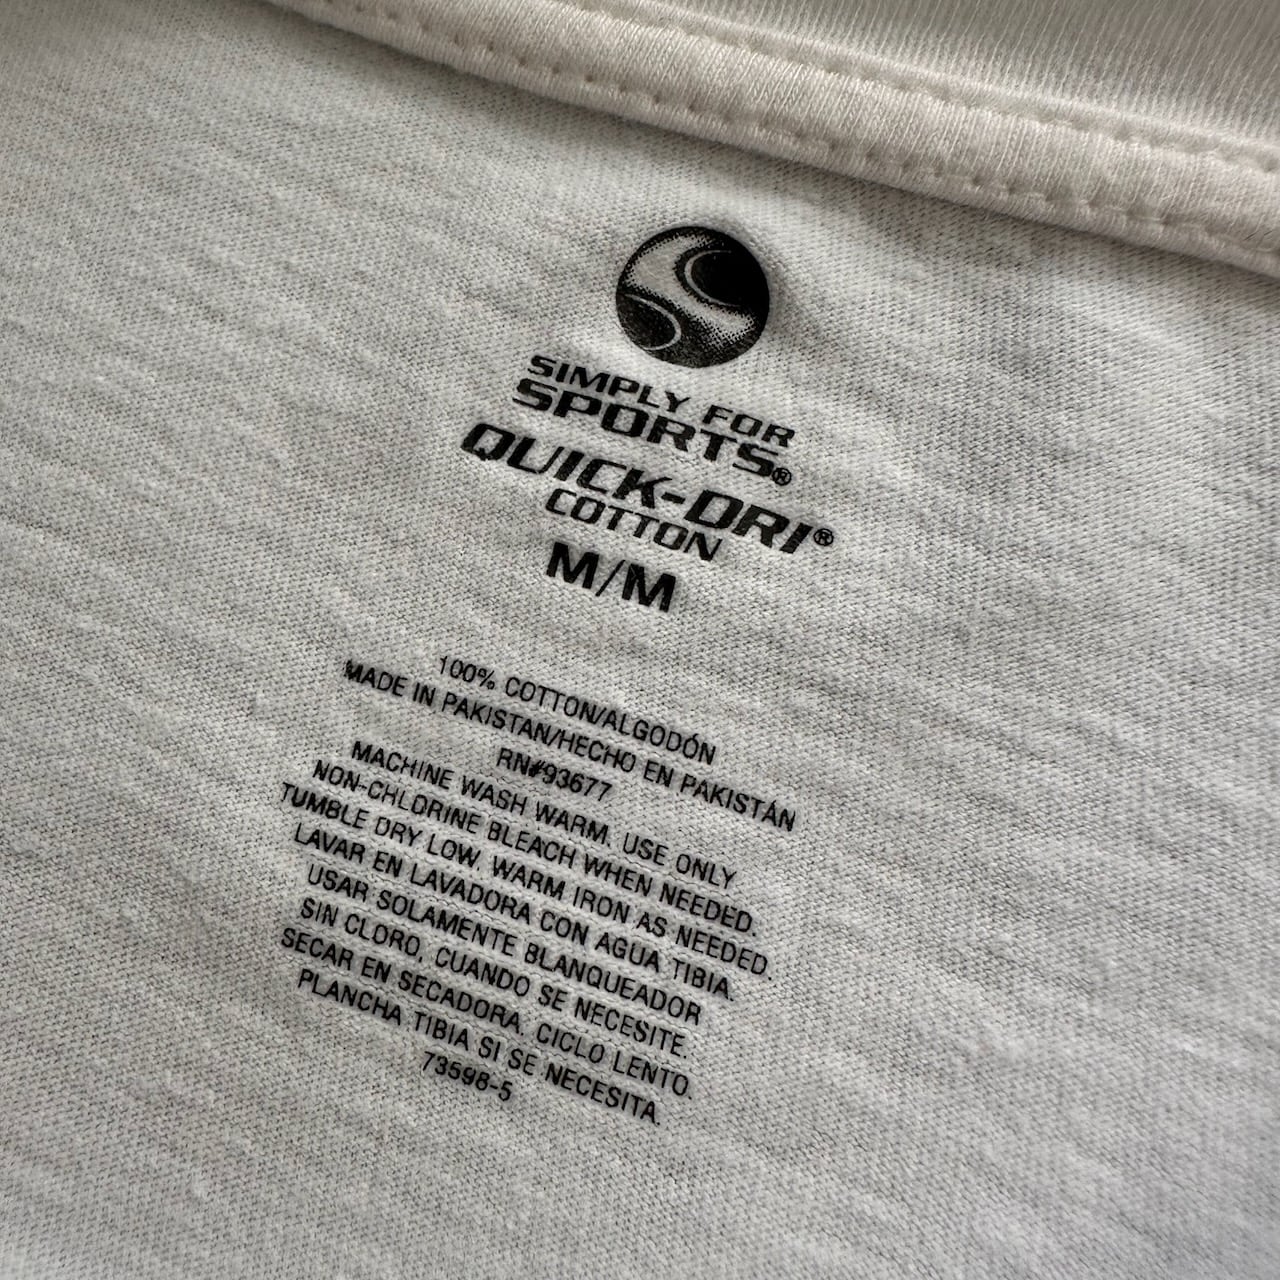 SIMPLY FOR
SPORTS®
QUICK-DRI®
COTTON
M/M
100% COTTON/ALGODÓN
MADE IN PAKISTAN/HECHO EN PAKISTÁN
RN#93677
MACHINE WASH WARM. USE ONLY
NON-CHLORINE BLEACH WHEN NEEDED.
TUMBLE DRY LOW. WARM IRON AS NEEDED.
LAVAR EN LAVADORA CON AGUA TIBIA.
USAR SOLAMENTE BLANQUEADOR
SIN CLORO, CUANDO SE NECESITE.
SECAR EN SECADORA. CICLO LENTO.
PLANCHA TIBIA SI SE NECESITA.
73598-5